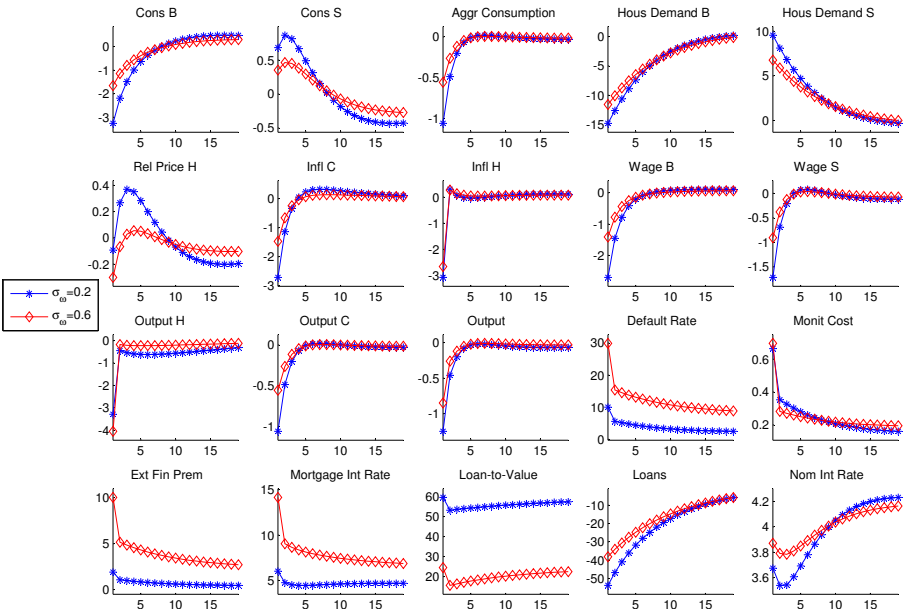 Cons B Cons S Aggr Consumption Hous Demand B Hous Demand S
0 -1 -2 -3 5 10 15
0.5 0 -0.5 5 10 15
0 -0.5 -1 5 10 15
0 -5 -10 -15 5 10 15
10 5 0 5 10 15
Rel Price H Infl C Infl H Wage B Wage S
0.4 0.2 0 -0.2 5 10 15
0 -1 -2 -3 5 10 15
0 -1 -2 -3 5 10 15
0 -1 -2 5 10 15
0 -0.5 -1 -1.5 5 10 15
σω=0.2
σω=0.6
Output H Output C Output Default Rate Monit Cost
0 -1 -2 -3 -4 5 10 15
0 -0.5 -1 5 10 15
0 -0.5 -1 5 10 15
30 20 10 0 5 10 15
0.6 0.4 0.2 5 10 15
Ext Fin Prem Mortgage Int Rate Loan-to-Value Loans Nom Int Rate
10 5 0 5 10 15
15 10 5 5 10 15
60 50 40 30 20 5 10 15
-10 -20 -30 -40 -50 5 10 15
4.2 4 3.8 3.6 5 10 15